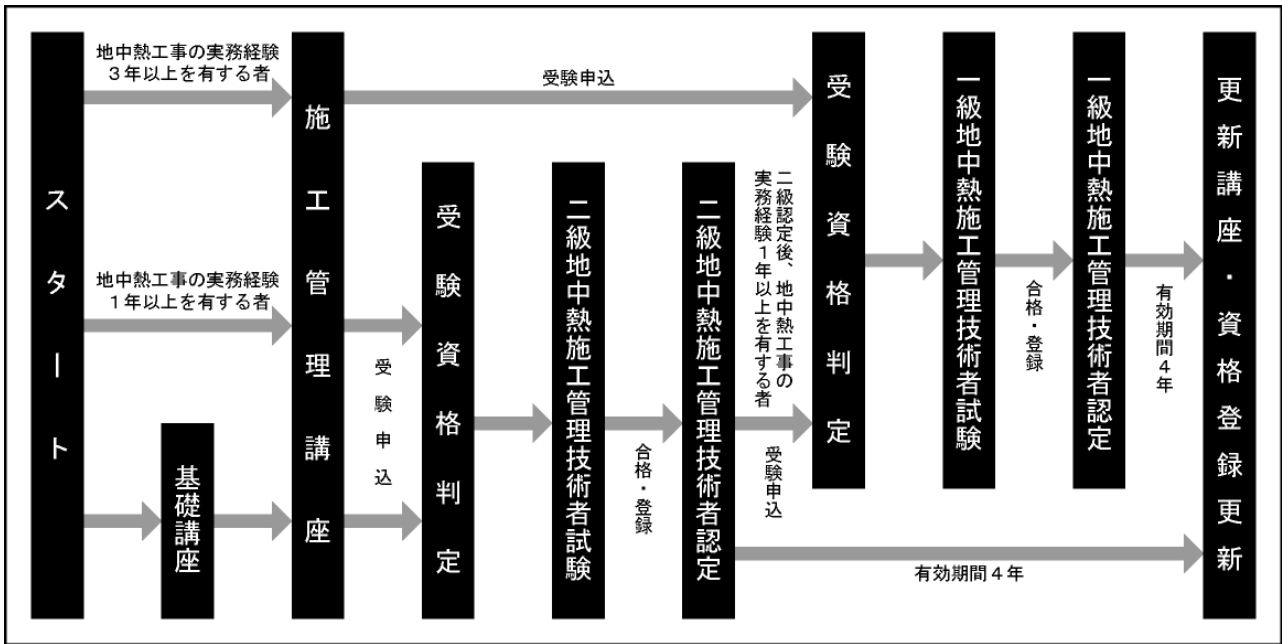 スタート
地中熱工事の実務経験
3年以上を有する者
地中熱工事の実務経験
1年以上を有する者
基礎講座
施工管理講座
受験申込
受験申込
受験資格判定
二級地中熱施工管理技術者試験
合格・登録
二級地中熱施工管理技術者認定
二級認定後、地中熱工事の
実務経験1年以上を有する者
受験申込
受験資格判定
一級地中熱施工管理技術者試験
合格・登録
一級地中熱施工管理技術者認定
有効期間4年
有効期間4年
更新講座・資格登録更新